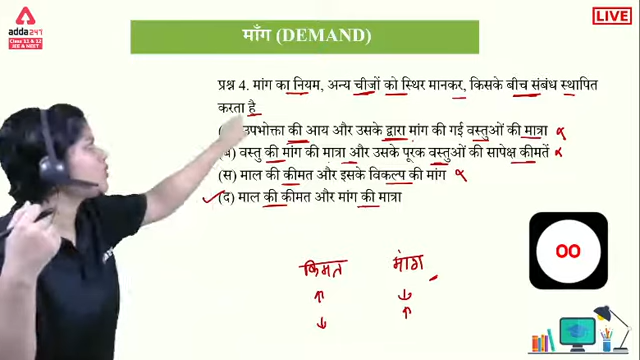 माँग (DEMAND)
LIVE
adda247
Class 11 & 12
JEE & NEET
प्रश्न 4. मांग का नियम, अन्य चीजों को स्थिर मानकर, किसके बीच संबंध स्थापित
करता है
उपभोक्ता की आय और उसके द्वारा मांग की गई वस्तुओं की मात्रा
(ब) वस्तु की मांग की मात्रा और उसके पूरक वस्तुओं की सापेक्ष कीमतें
(स) माल की कीमत और इसके विकल्प की मांग
(द) माल की कीमत और मांग की मात्रा
00
किमत मांग
↑ ↓
↓ ↑